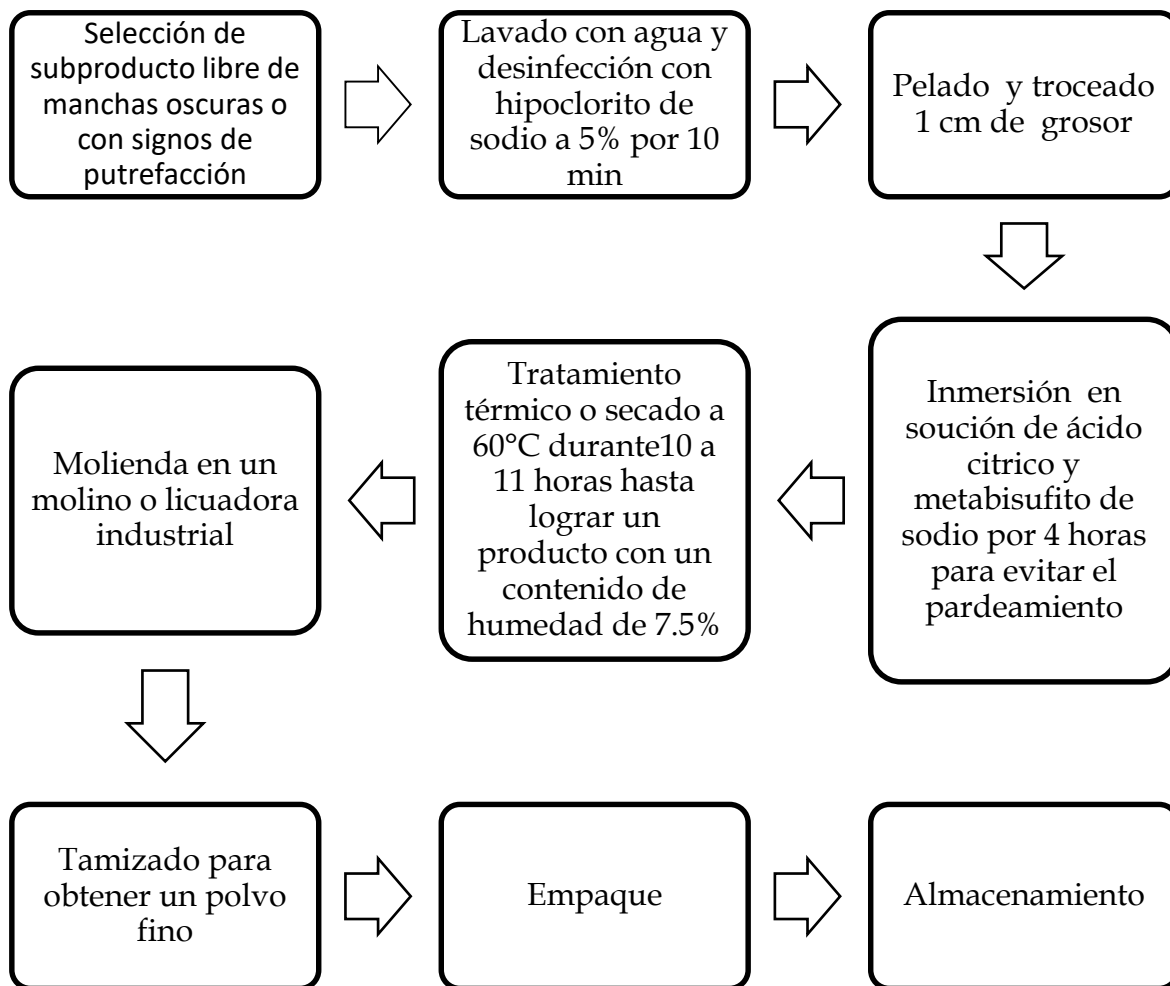 Selección de
subproducto libre de
manchas oscuras o
con signos de
putrefacción
Lavado con agua y
desinfección con
hipoclorito de
sodio a 5% por 10
min
Pelado y troceado
1 cm de grosor
Inmersión en
soución de ácido
citrico y
metabisufito de
sodio por 4 horas
para evitar el
pardeamiento
Tratamiento
térmico o secado a
60°C durante10 a
11 horas hasta
lograr un
producto con un
contenido de
humedad de 7.5%
Molienda en un
molino o licuadora
industrial
Tamizado para
obtener un polvo
fino
Empaque
Almacenamiento